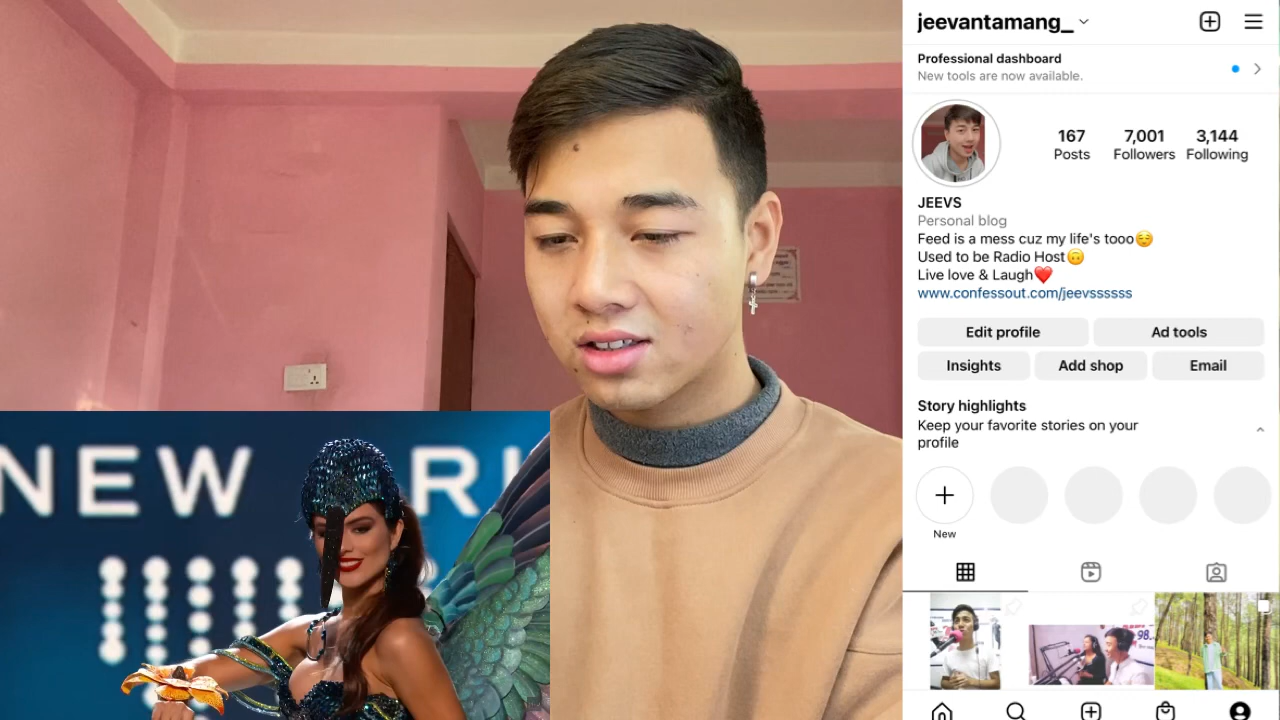 jeevantamang_
Professional dashboard
New tools are now available.
167
Posts
7,001
Followers
3,144
Following
JEEVS
Personal blog
Feed is a mess cuz my life's tooo😌
Used to be Radio Host🙃
Live love & Laugh❤️
www.confessout.com/jeevssssss
Edit profile
Ad tools
Insights
Add shop
Email
Story highlights
Keep your favorite stories on your
profile
New
98.
NEW